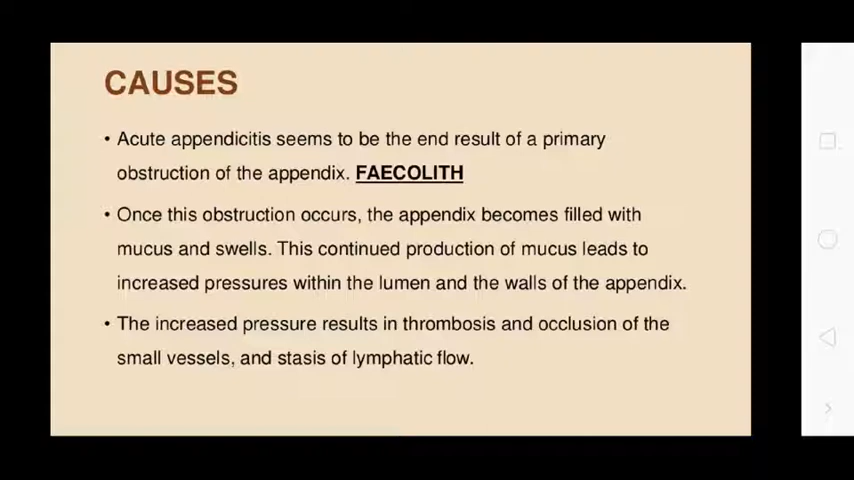 CAUSES
• Acute appendicitis seems to be the end result of a primary
obstruction of the appendix. FAECOLITH
• Once this obstruction occurs, the appendix becomes filled with
mucus and swells. This continued production of mucus leads to
increased pressures within the lumen and the walls of the appendix.
• The increased pressure results in thrombosis and occlusion of the
small vessels, and stasis of lymphatic flow.